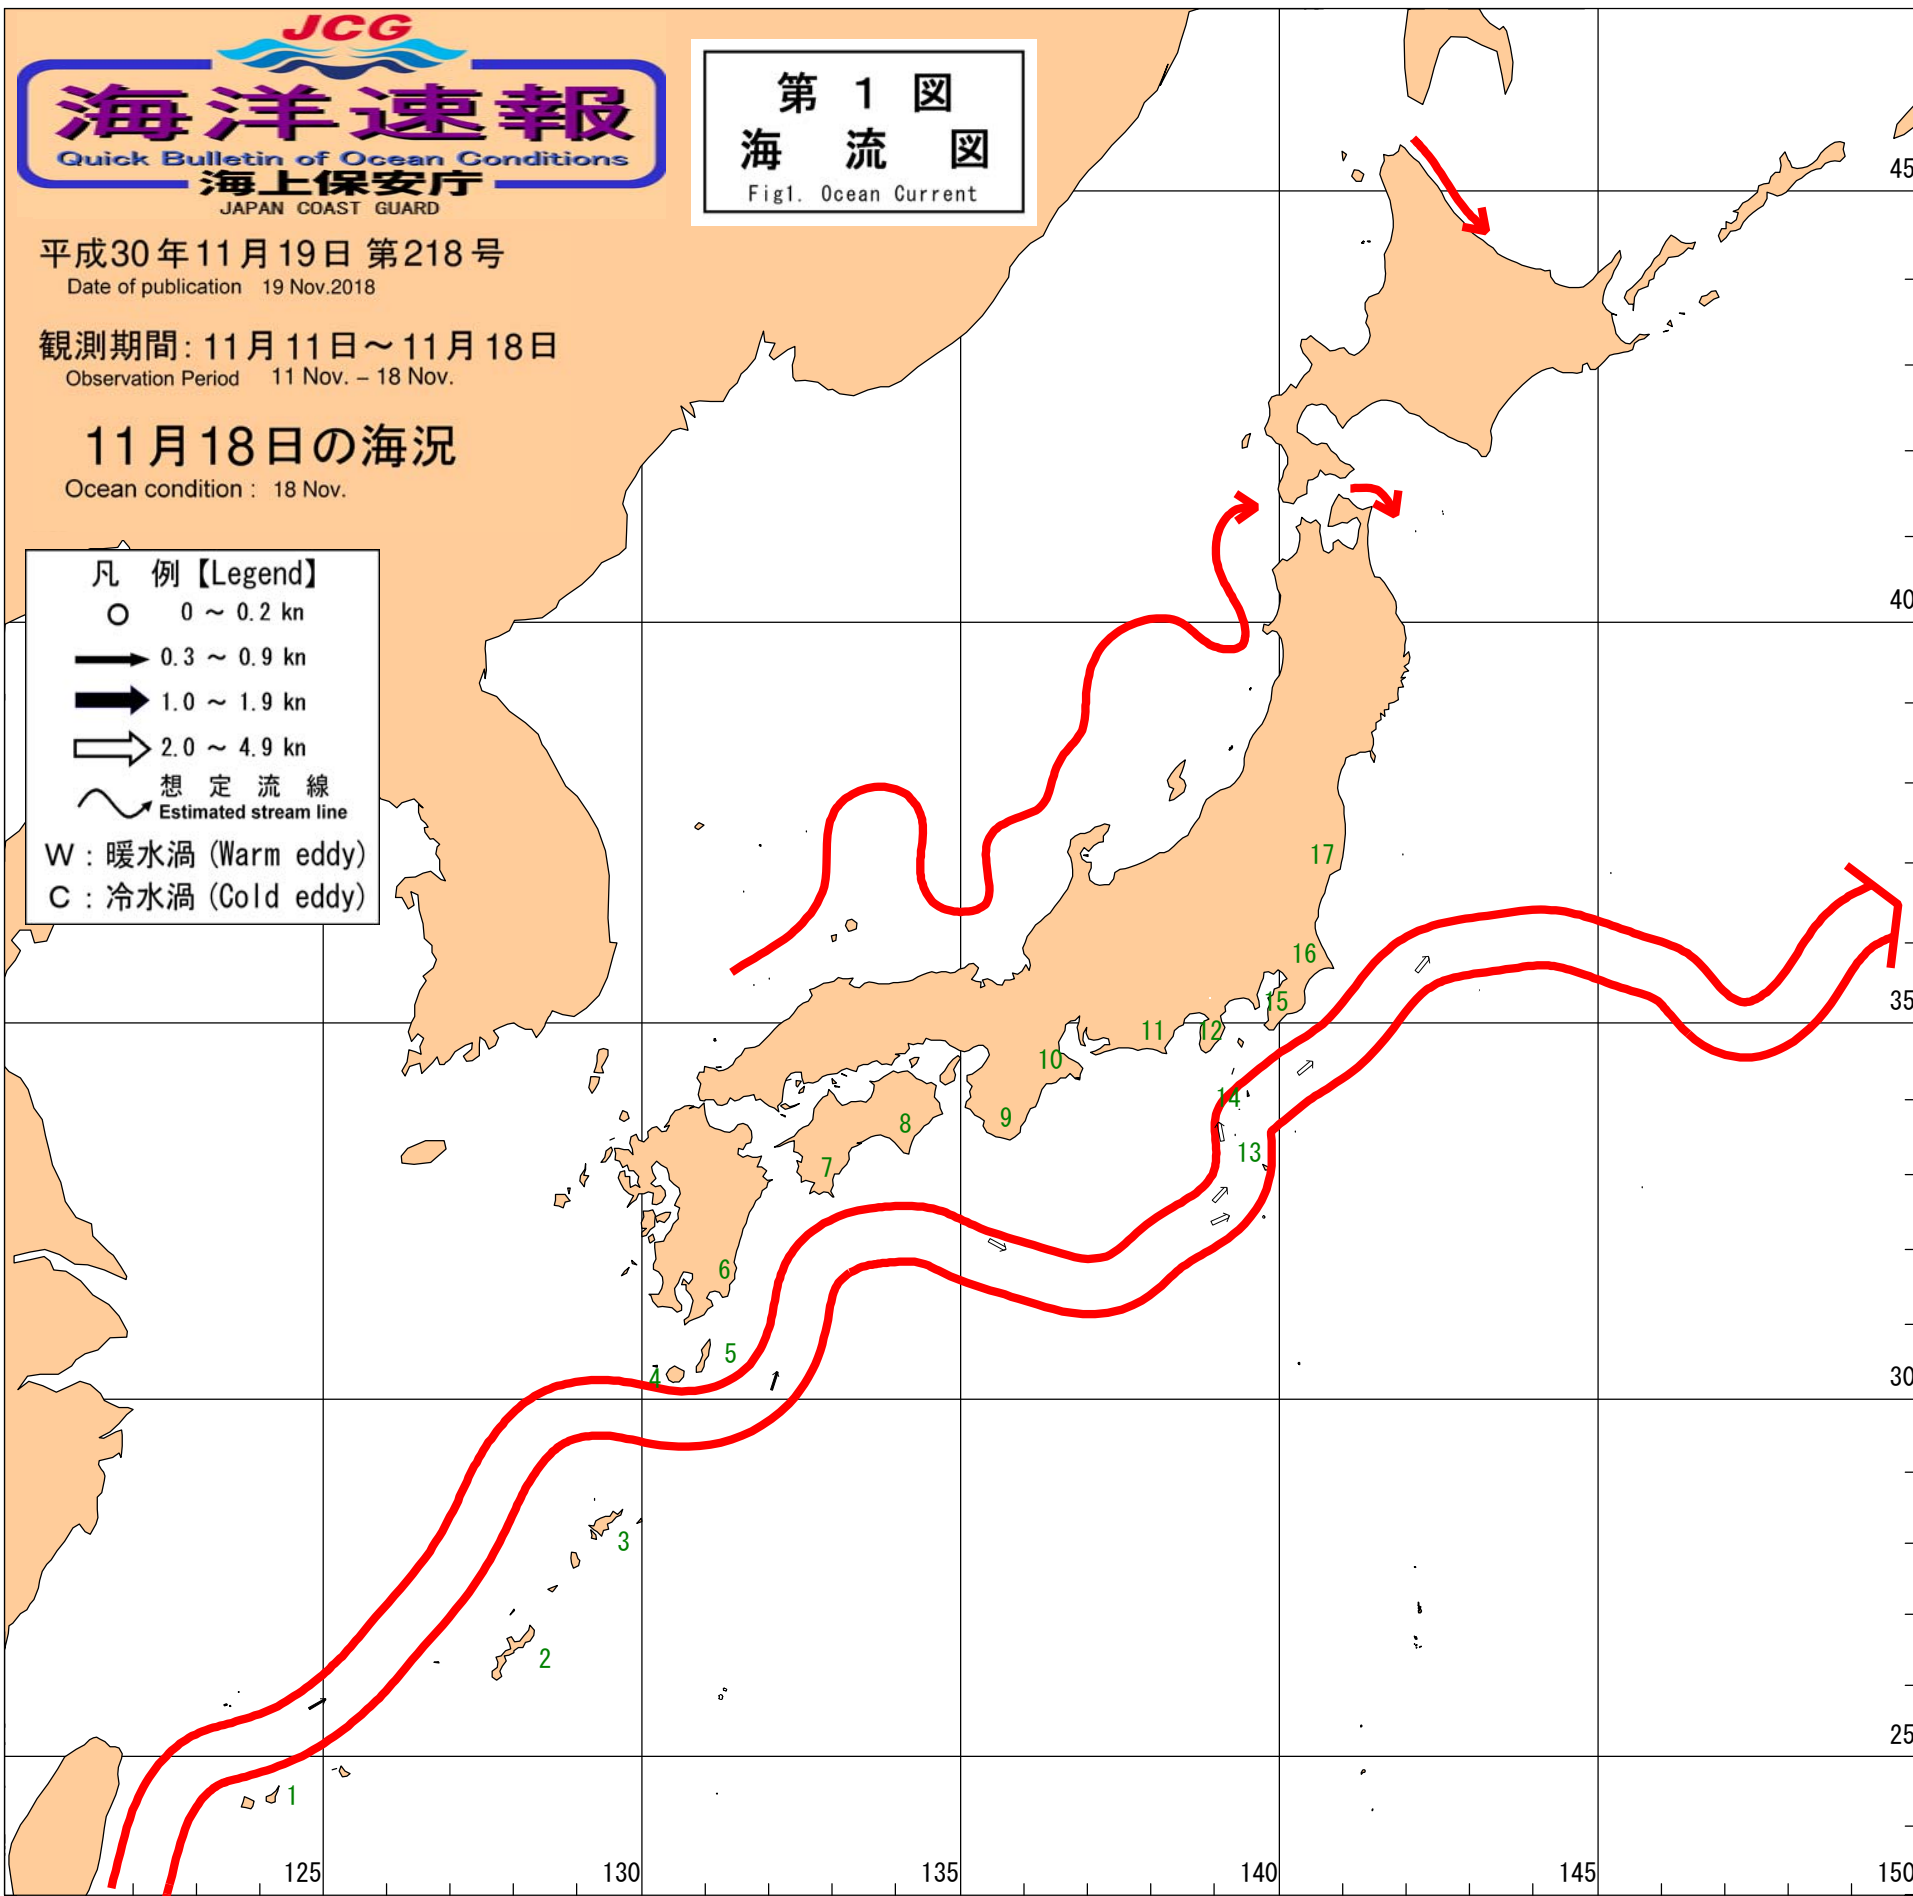 JCG
海洋速報
Quick Bulletin of Ocean Conditions
海上保安庁
JAPAN COAST GUARD
平成30年11月19日 第218号
Date of publication 19 Nov.2018
観測期間: 11月11日～11月18日
Observation Period 11 Nov. – 18 Nov.
11月18日の海況
Ocean condition : 18 Nov.
第 1 図
海 流 図
Fig1. Ocean Current
凡 例【Legend】
0 ～ 0.2 kn
0.3 ～ 0.9 kn
1.0 ～ 1.9 kn
2.0 ～ 4.9 kn
想 定 流 線
Estimated stream line
W : 暖水渦 (Warm eddy)
C : 冷水渦 (Cold eddy)
45
40
17
16
35
15
12
11
10
14
9
8
13
7
6
5
4
30
3
2
25
1
125
130
135
140
145
150